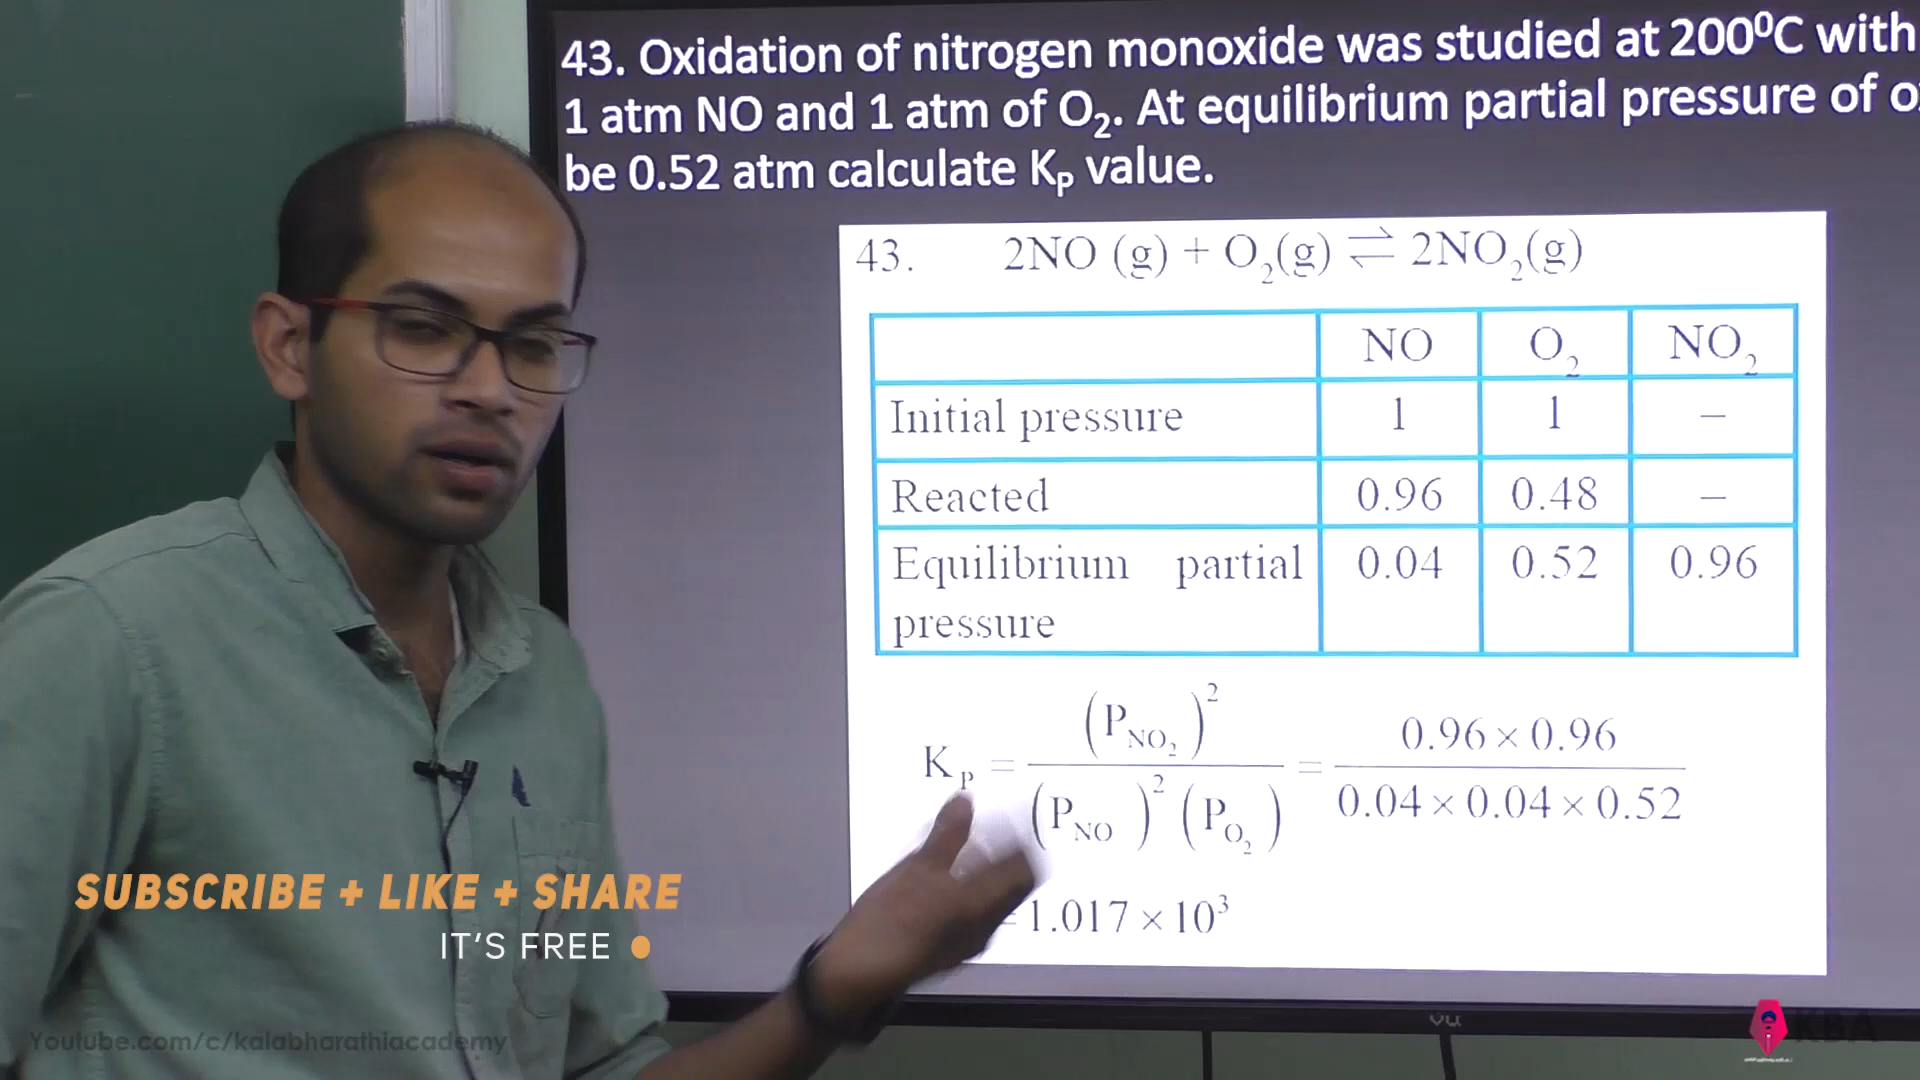 43. Oxidation of nitrogen monoxide was studied at 200⁰C with
1 atm NO and 1 atm of O₂. At equilibrium partial pressure of
be 0.52 atm calculate Kₚ value.
43. 2NO (g) + O₂(g) ⇌ 2NO₂(g)
NO O₂ NO₂
Initial pressure 1 1 –
Reacted 0.96 0.48 –
Equilibrium partial 0.04 0.52 0.96
pressure
K_P = (P_NO₂)² / (P_NO)² (P_O₂) = 0.96 × 0.96 / 0.04 × 0.04 × 0.52
= 1.017 × 10³
SUBSCRIBE + LIKE + SHARE
IT'S FREE
Youtube.com/c/kalabharathiacademy
Vu
KBA